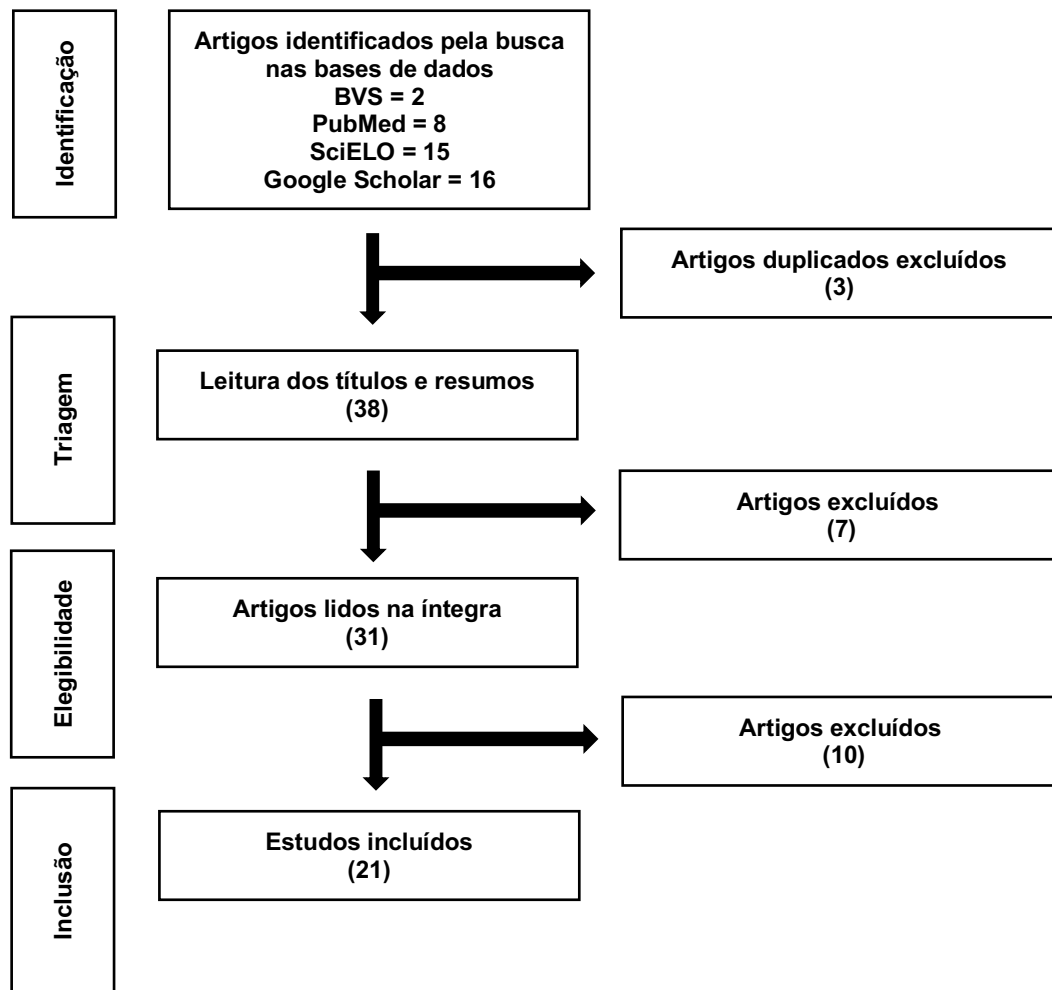 Identificação
Artigos identificados pela busca
nas bases de dados
BVS = 2
PubMed = 8
SciELO = 15
Google Scholar = 16
Artigos duplicados excluídos
(3)
Triagem
Leitura dos títulos e resumos
(38)
Artigos excluídos
(7)
Elegibilidade
Artigos lidos na íntegra
(31)
Artigos excluídos
(10)
Inclusão
Estudos incluídos
(21)